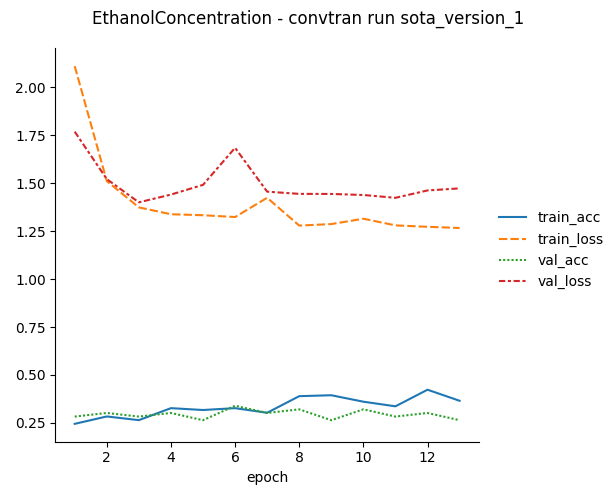 EthanolConcentration - convtran run sota_version_1
2.00
1.75
1.50
1.25
1.00
0.75
0.50
0.25
2
4
6
8
10
12
epoch
train_acc
train_loss
val_acc
val_loss